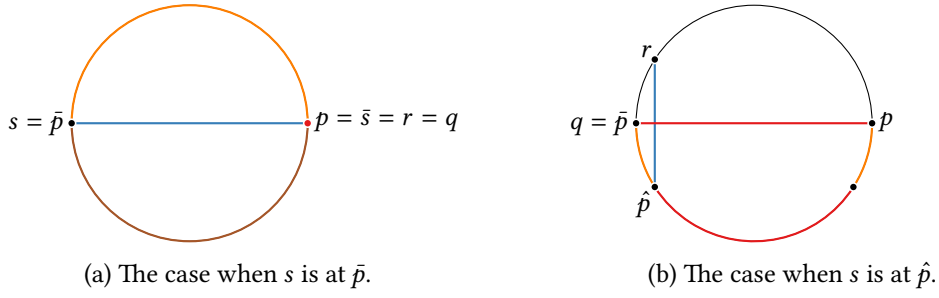 r
s = p̄
p = s̄ = r = q
q = p̄
p
p̂
(a) The case when s is at p̄.
(b) The case when s is at p̂.